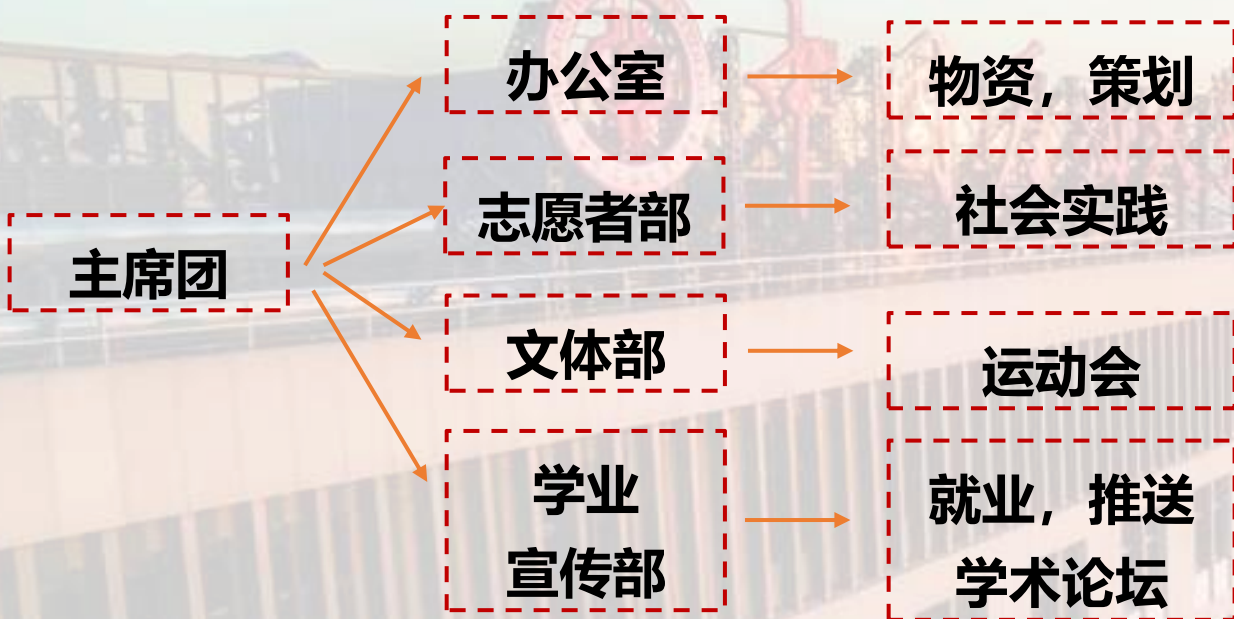 主席团
办公室
物资，策划
志愿者部
社会实践
文体部
运动会
学业
宣传部
就业，推送
学术论坛